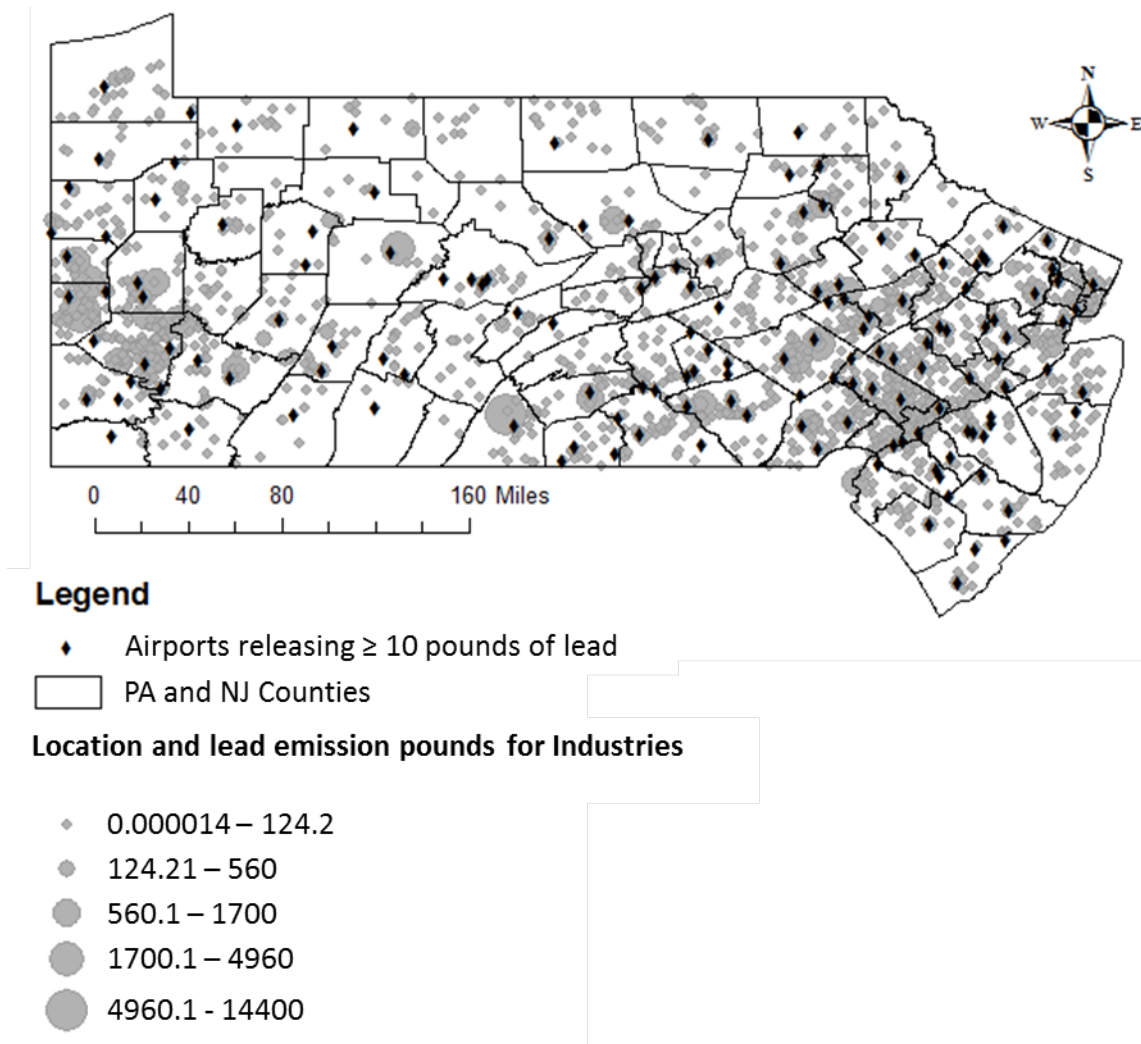 N
W E
S
0 40 80 160 Miles
Legend
Airports releasing ≥ 10 pounds of lead
PA and NJ Counties
Location and lead emission pounds for Industries
0.000014 – 124.2
124.21 – 560
560.1 – 1700
1700.1 – 4960
4960.1 - 14400